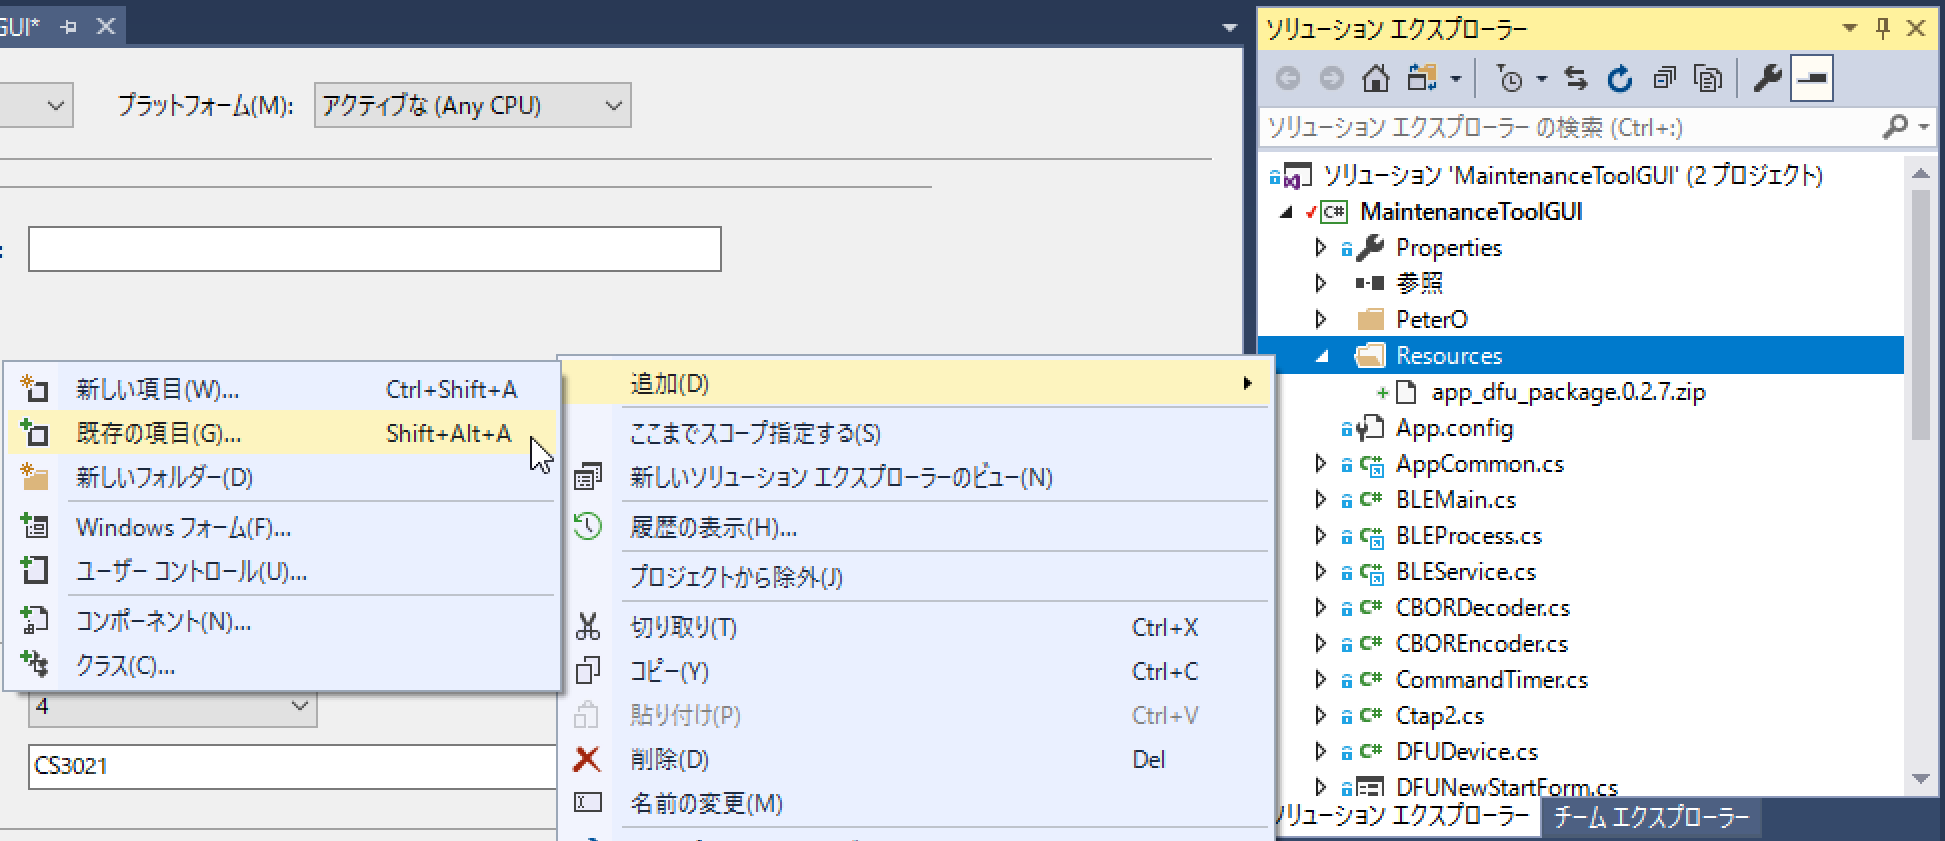 GUI*
プラットフォーム(M):
アクティブな (Any CPU)
:
新しい項目(W)... Ctrl+Shift+A
既存の項目(G)... Shift+Alt+A
新しいフォルダー(D)
Windows フォーム(F)...
ユーザー コントロール(U)...
コンポーネント(N)...
クラス(C)...
4
CS3021
追加(D)
ここまでスコープ指定する(S)
新しいソリューション エクスプローラーのビュー(N)
履歴の表示(H)...
プロジェクトから除外(J)
切り取り(T) Ctrl+X
コピー(Y) Ctrl+C
貼り付け(P) Ctrl+V
削除(D) Del
名前の変更(M)
ソリューション エクスプローラー
ソリューション エクスプローラー の検索 (Ctrl+:)
ソリューション 'MaintenanceToolGUI' (2 プロジェクト)
C# MaintenanceToolGUI
Properties
参照
PeterO
Resources
app_dfu_package.0.2.7.zip
App.config
AppCommon.cs
C# BLEMain.cs
BLEProcess.cs
BLEService.cs
C# CBORDecoder.cs
C# CBOREncoder.cs
C# CommandTimer.cs
C# Ctap2.cs
C# DFUDevice.cs
DFUNewStartForm.cs
ソリューション エクスプローラー
チーム エクスプローラー